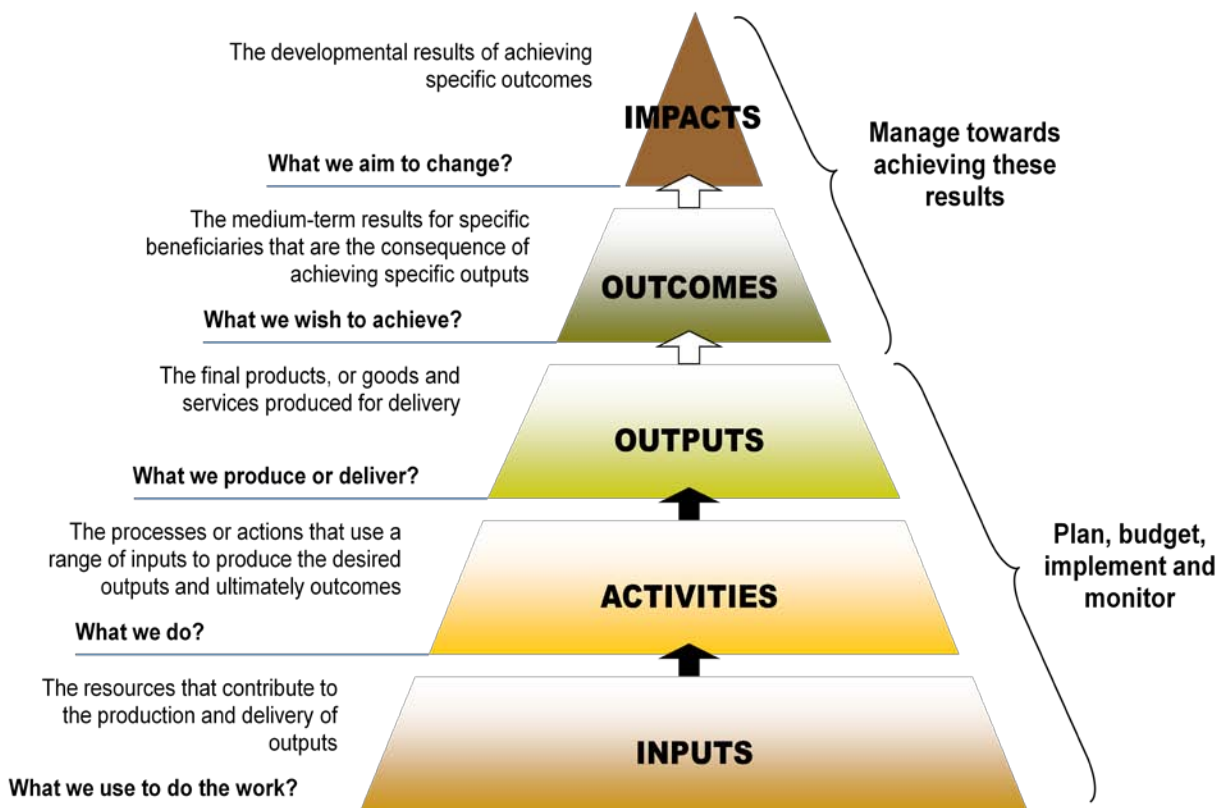 The developmental results of achieving
specific outcomes
IMPACTS
What we aim to change?
Manage towards
achieving these
results
The medium-term results for specific
beneficiaries that are the consequence of
achieving specific outputs
OUTCOMES
What we wish to achieve?
The final products, or goods and
services produced for delivery
OUTPUTS
What we produce or deliver?
The processes or actions that use a
range of inputs to produce the desired
outputs and ultimately outcomes
ACTIVITIES
What we do?
Plan, budget,
implement and
monitor
The resources that contribute to
the production and delivery of
outputs
INPUTS
What we use to do the work?